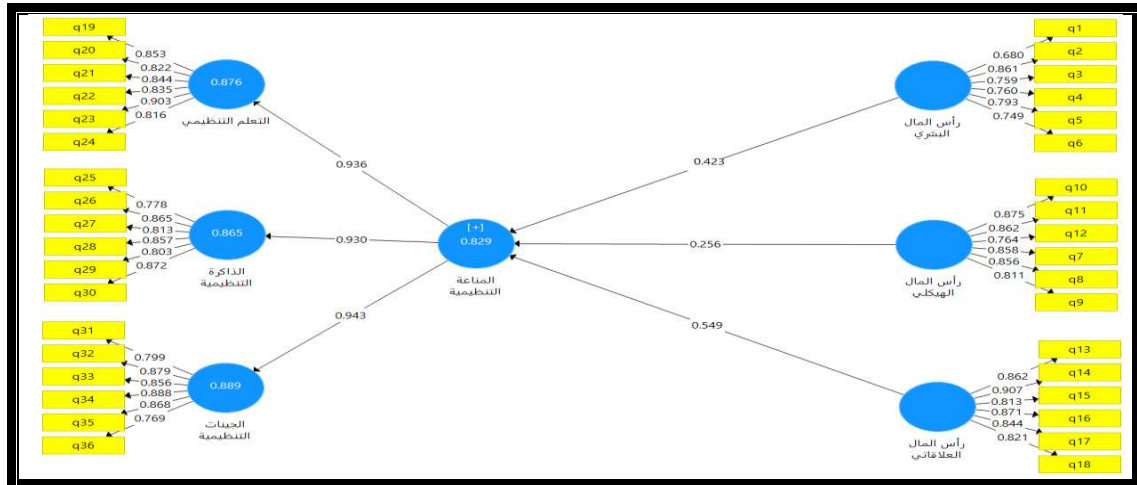 q19
q20
q21
q22
q23
q24
0.853
0.822
0.844
0.835
0.903
0.816
0.876
التعلم التنظيمي
q25
q26
q27
q28
q29
q30
0.778
0.865
0.813
0.857
0.803
0.872
0.865
الذاكرة
التنظيمية
q31
q32
q33
q34
q35
q36
0.799
0.879
0.856
0.888
0.868
0.769
0.889
الجينات
التنظيمية
0.936
0.930
0.943
[+]
0.829
المناعة
التنظيمية
0.423
0.256
0.549
رأس المال
البشري
0.680
0.861
0.759
0.760
0.793
0.749
q1
q2
q3
q4
q5
q6
رأس المال
الهيكلي
0.875
0.862
0.764
0.858
0.856
0.811
q10
q11
q12
q7
q8
q9
رأس المال
العلاقاتي
0.862
0.907
0.813
0.871
0.844
0.821
q13
q14
q15
q16
q17
q18